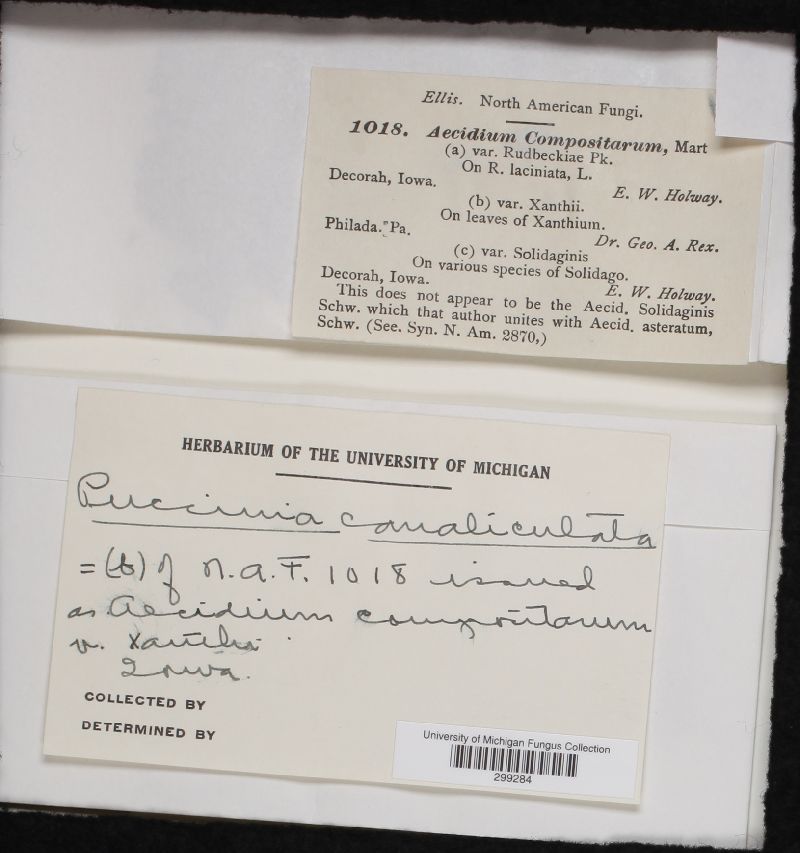 Ellis. North American Fungi.
1018. Aecidium Compositarum, Mart
(a) var. Rudbeckiae Pk.
On R. laciniata, L.
Decorah, Iowa. E. W. Holway.
(b) var. Xanthii.
On leaves of Xanthium.
Philada. Pa. Dr. Geo. A. Rex.
(c) var. Solidaginis
On various species of Solidago.
Decorah, Iowa. E. W. Holway.
This does not appear to be the Aecid. Solidaginis
Schw. which that author unites with Aecid. asteratum,
Schw. (See. Syn. N. Am. 2870,)
HERBARIUM OF THE UNIVERSITY OF MICHIGAN
Puccinia canaliculata
= (b) of N.A.F. 1018 issued
as Aecidium compositarum
v. Xanthii
Iowa.
COLLECTED BY
DETERMINED BY
University of Michigan Fungus Collection
299284